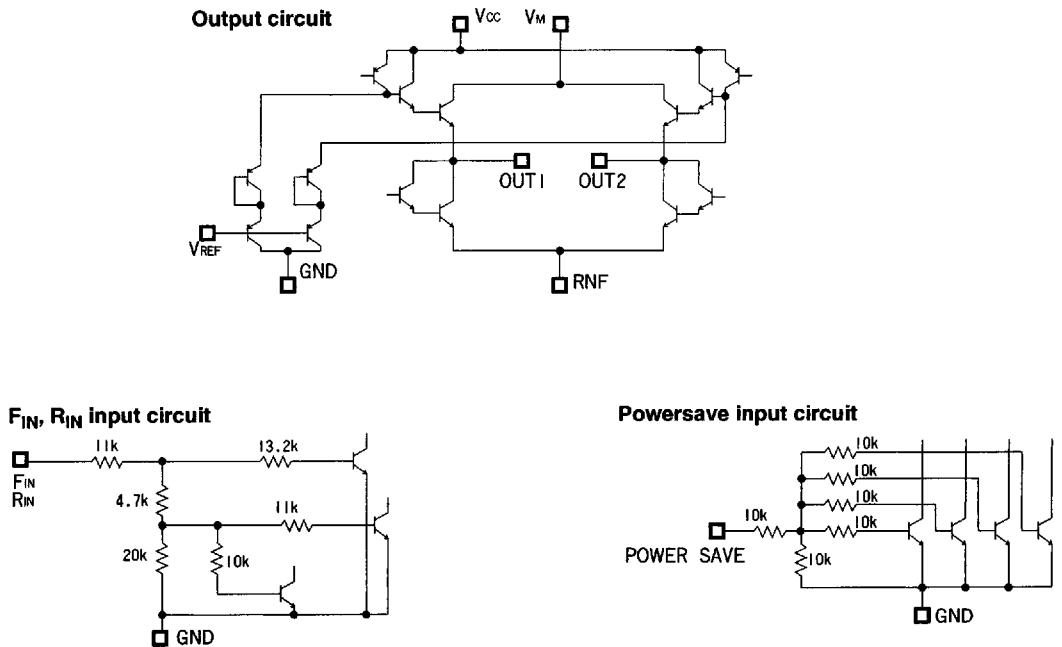 Output circuit
VCC
VM
OUT1
OUT2
VREF
GND
RNF
FIN, RIN input circuit
11k
13.2k
FIN
RIN
4.7k
11k
20k
10k
GND
Powersave input circuit
10k
10k
10k
10k
10k
POWER SAVE
10k
GND